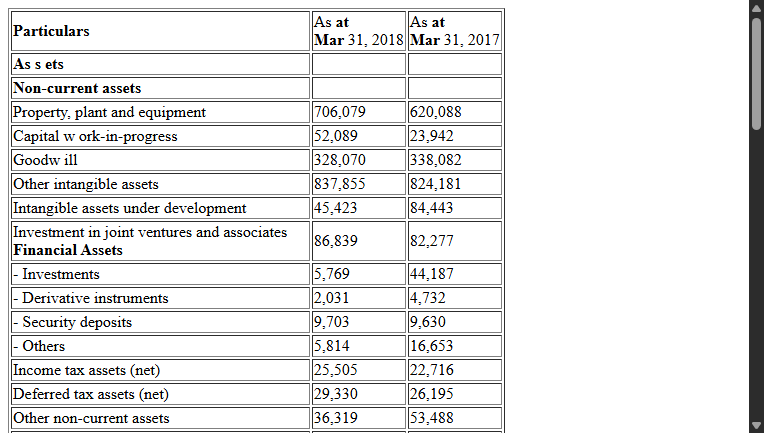 Particulars As at Mar 31, 2018 As at Mar 31, 2017
As s ets
Non-current assets
Property, plant and equipment 706,079 620,088
Capital w ork-in-progress 52,089 23,942
Goodw ill 328,070 338,082
Other intangible assets 837,855 824,181
Intangible assets under development 45,423 84,443
Investment in joint ventures and associates
Financial Assets 86,839 82,277
- Investments 5,769 44,187
- Derivative instruments 2,031 4,732
- Security deposits 9,703 9,630
- Others 5,814 16,653
Income tax assets (net) 25,505 22,716
Deferred tax assets (net) 29,330 26,195
Other non-current assets 36,319 53,488